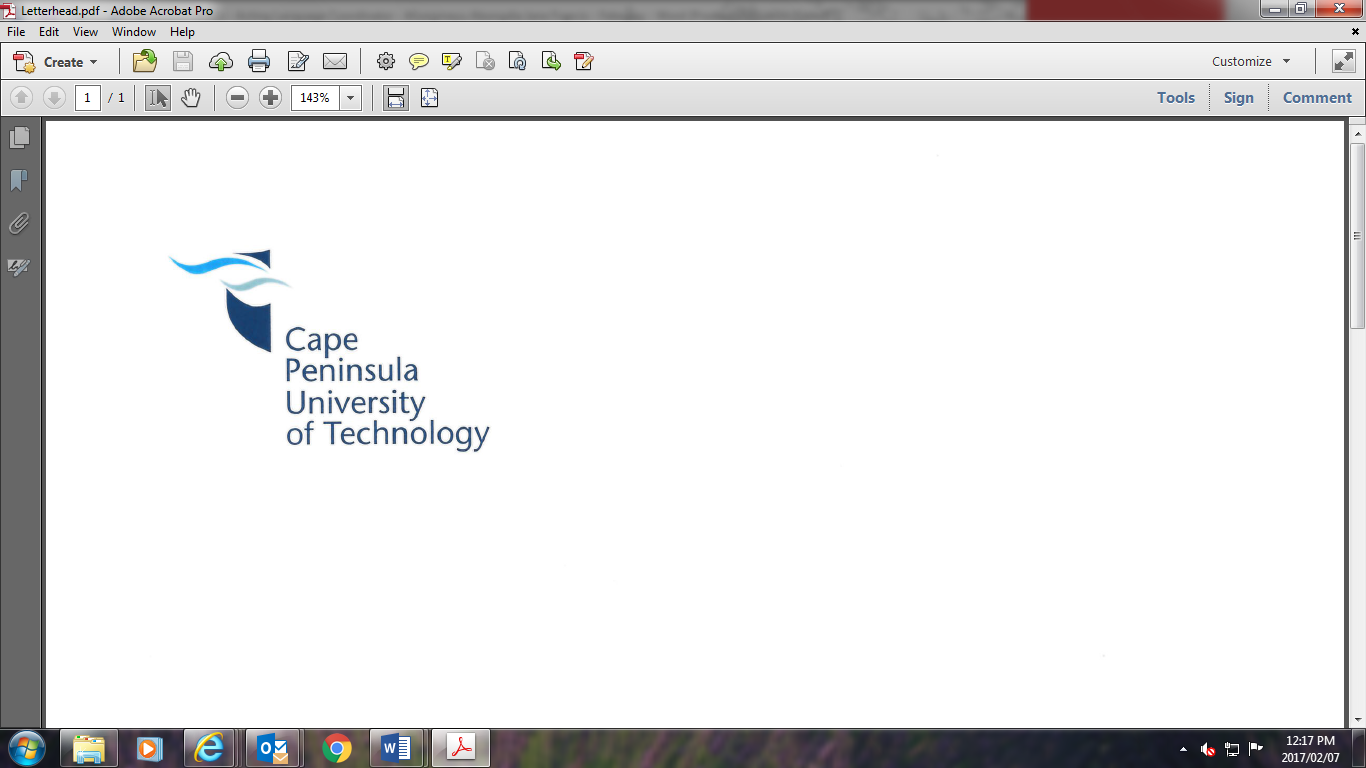 Letterhead.pdf - Adobe Acrobat Pro
File Edit View Window Help
Create Customize
1 / 1 143% Tools Sign Comment
Cape
Peninsula
University
of Technology
12:17 PM
2017/02/07